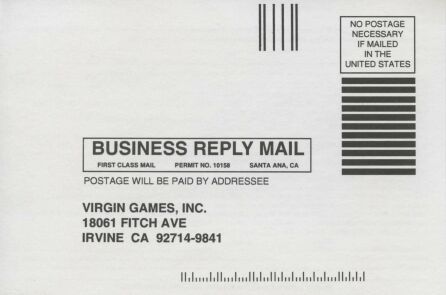 NO POSTAGE
NECESSARY
IF MAILED
IN THE
UNITED STATES
BUSINESS REPLY MAIL
FIRST CLASS MAIL PERMIT NO. 10158 SANTA ANA, CA
POSTAGE WILL BE PAID BY ADDRESSEE
VIRGIN GAMES, INC.
18061 FITCH AVE
IRVINE CA 92714-9841